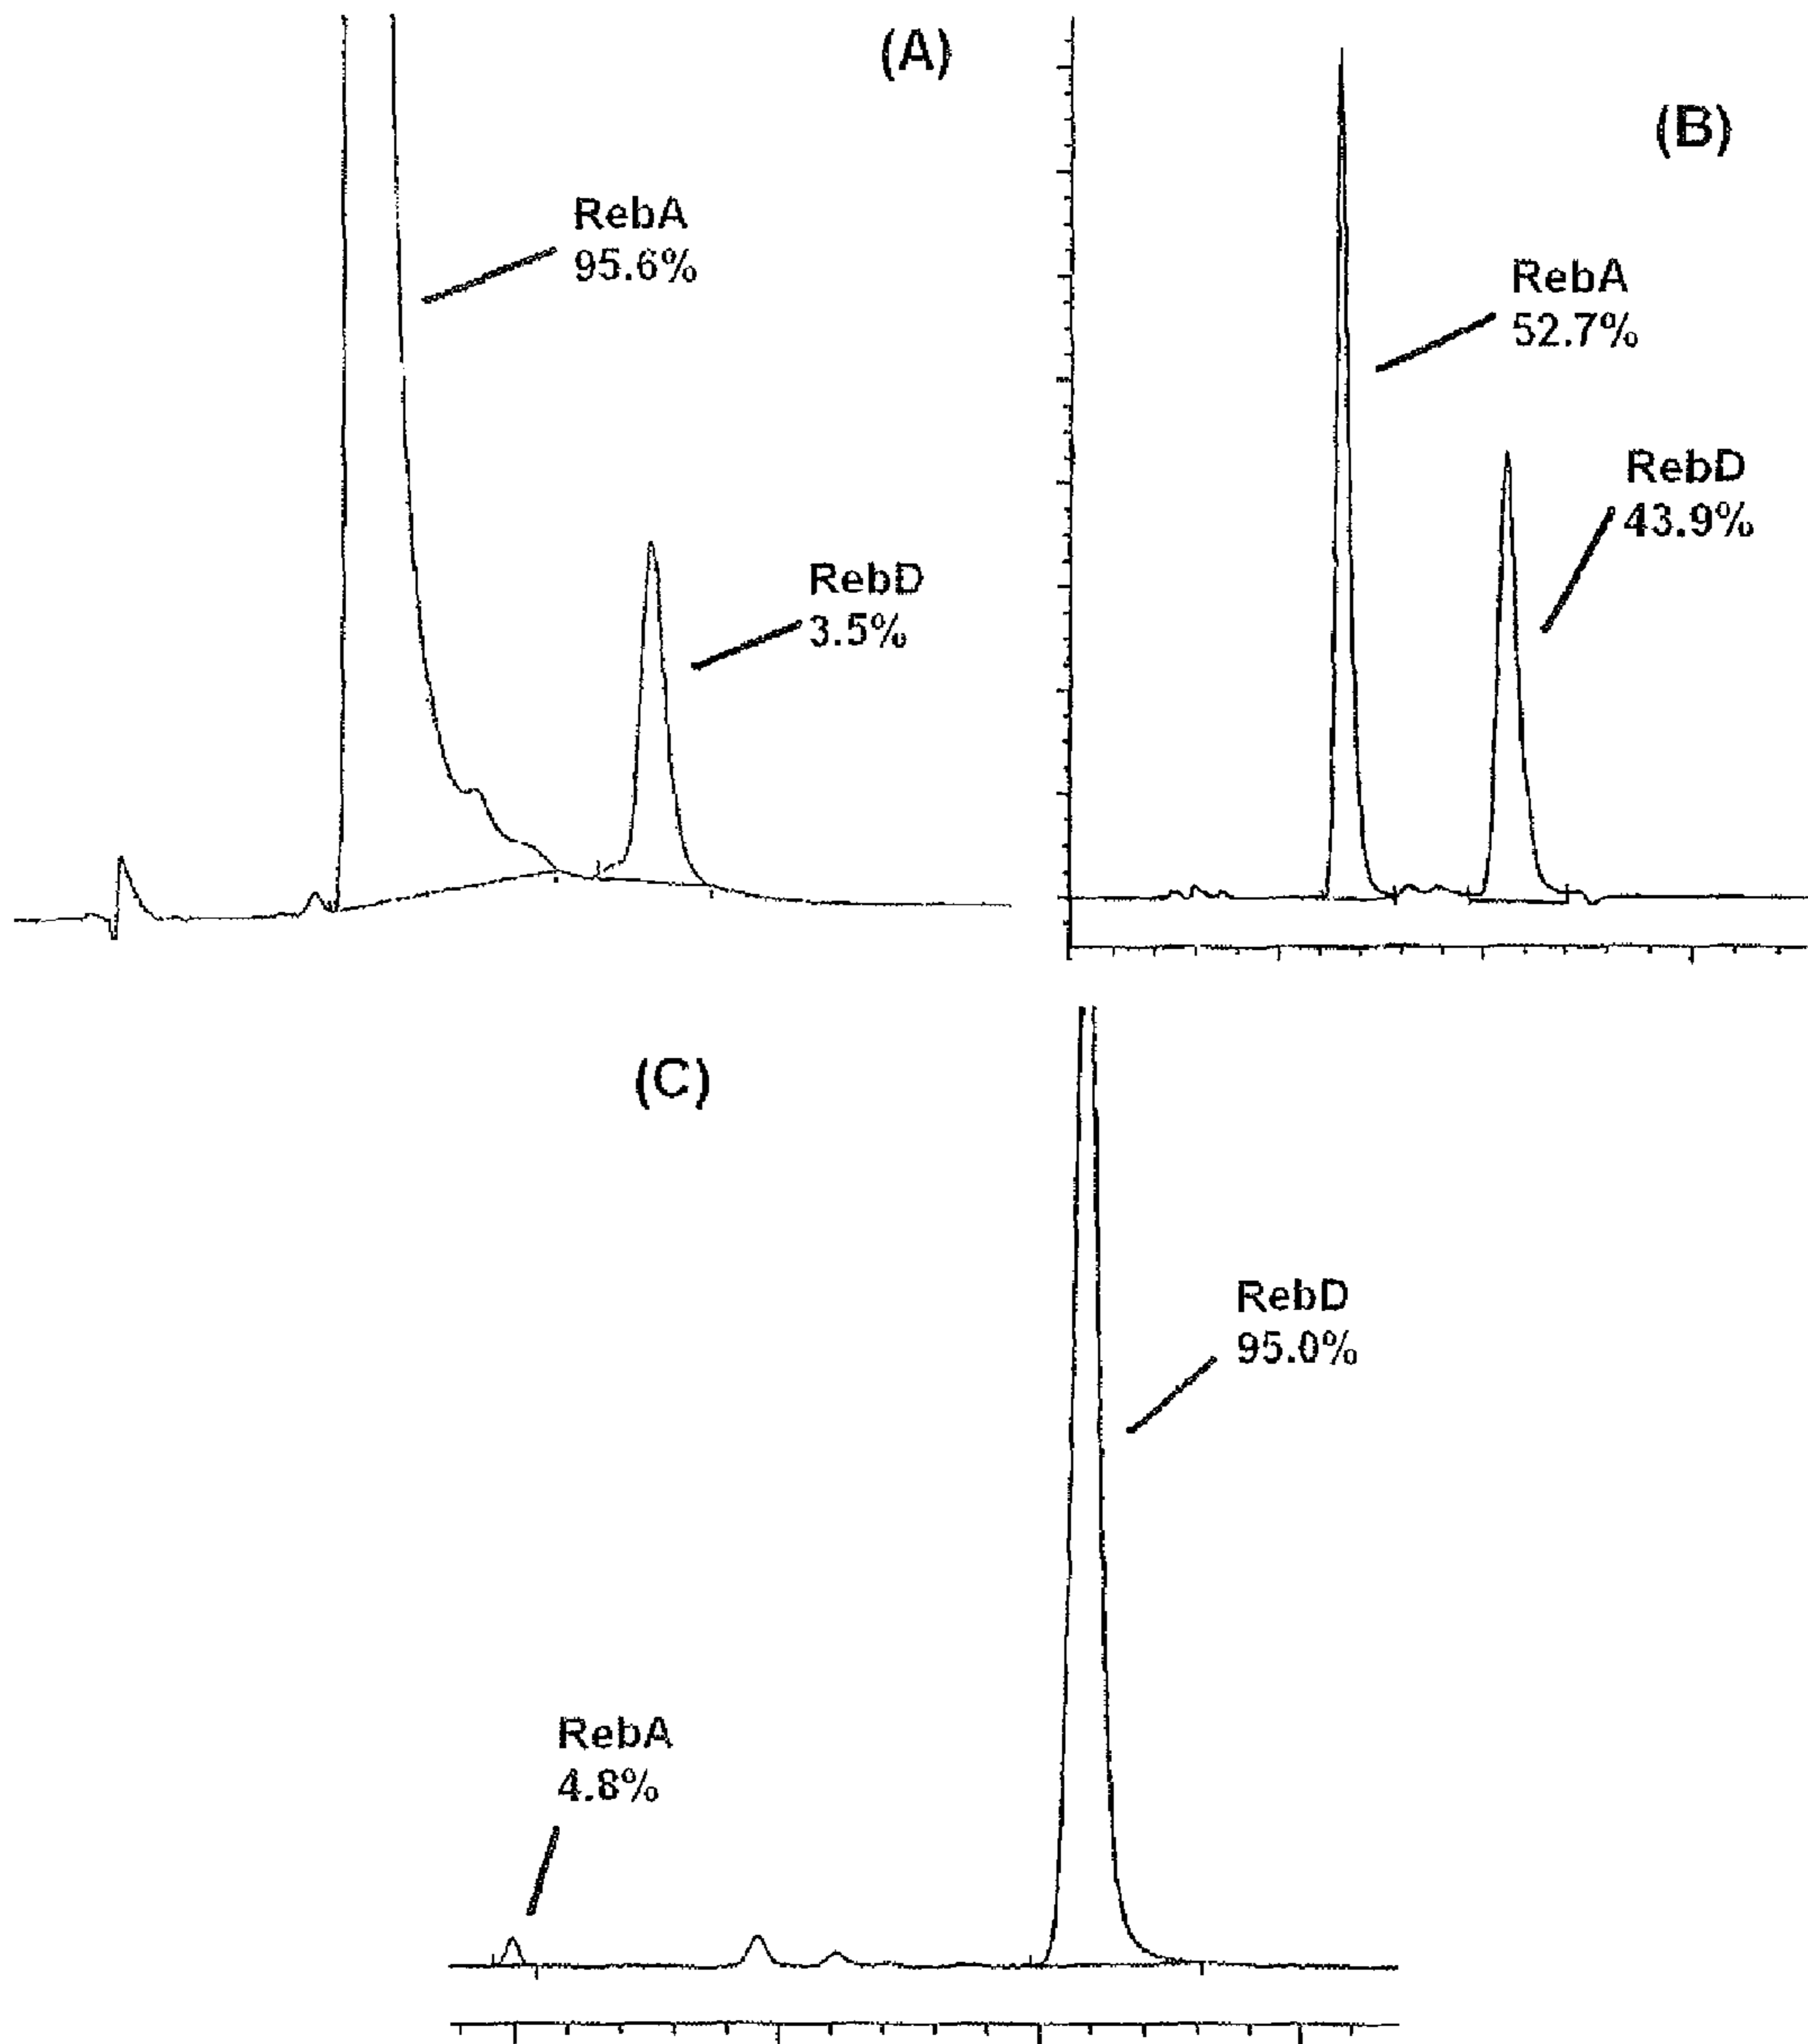 (A)
RebA
95.6%
RebD
3.5%
(B)
RebA
52.7%
RebD
43.9%
(C)
RebD
95.0%
RebA
4.8%